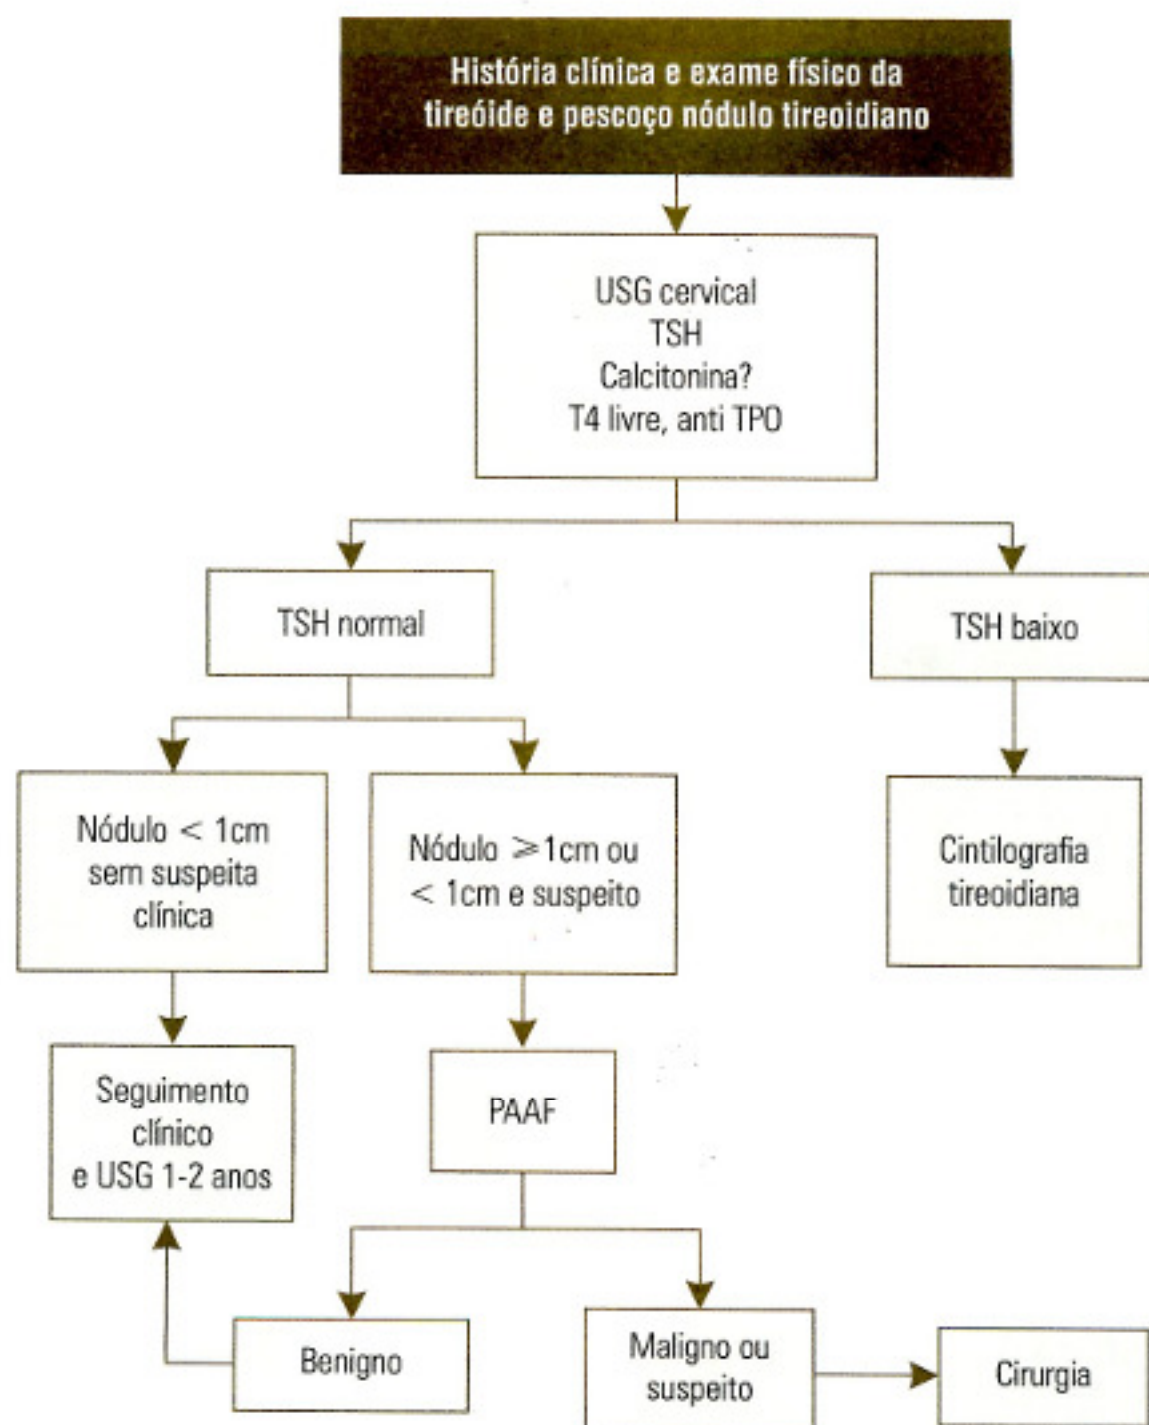 História clínica e exame físico da
tireóide e pescoço nódulo tireoidiano
USG cervical
TSH
Calcitonina?
T4 livre, anti TPO
TSH normal
TSH baixo
Nódulo < 1cm
sem suspeita
clínica
Nódulo ⩾1cm ou
< 1cm e suspeito
Cintilografia
tireoidiana
Seguimento
clínico
e USG 1-2 anos
PAAF
Benigno
Maligno ou
suspeito
Cirurgia